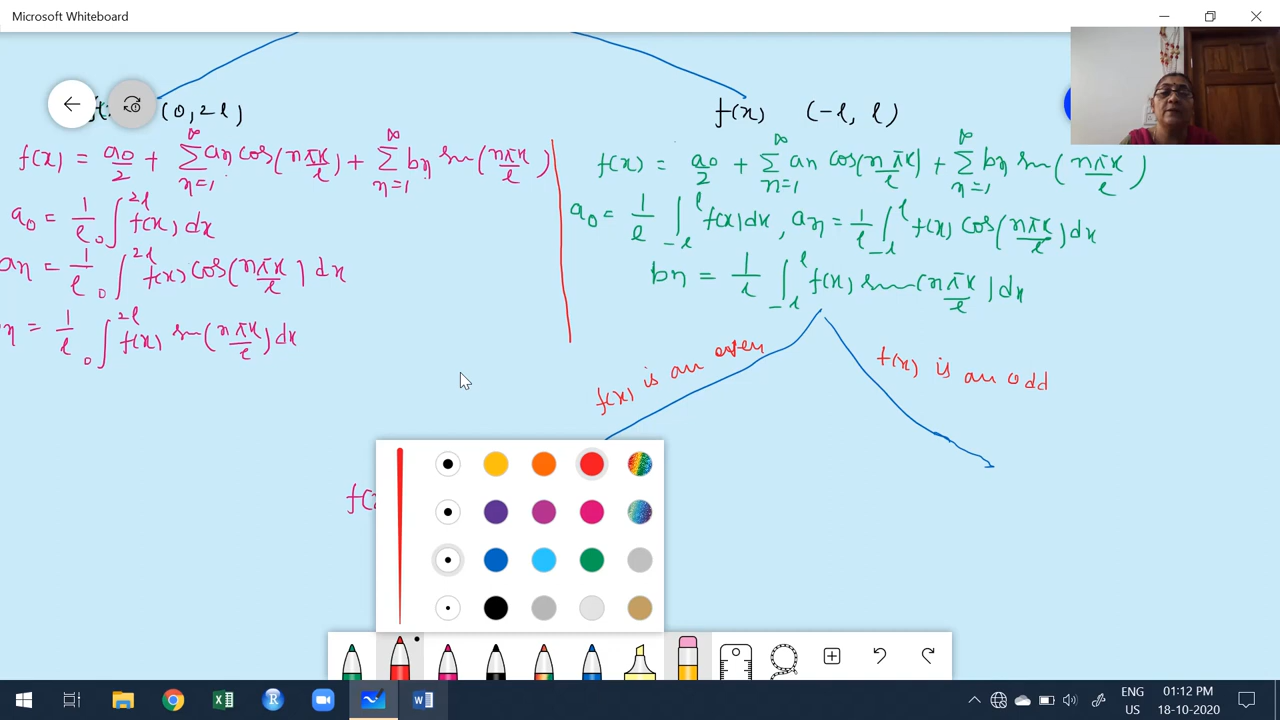 Microsoft Whiteboard
(0, 2l)
f(x) = a0/2 + ∞∑n=1 an cos(nπx/l) + ∞∑n=1 bn sin(nπx/l)
a0 = 1/l ∫0 2l f(x) dx
an = 1/l ∫0 2l f(x) cos(nπx/l) dx
= 1/l ∫0 2l f(x) sin(nπx/l) dx
f(x) (-l, l)
f(x) = a0/2 + ∞∑n=1 an cos(nπx/l) + ∞∑n=1 bn sin(nπx/l)
a0 = 1/l ∫-l l f(x) dx, an = 1/l ∫-l l f(x) cos(nπx/l) dx
bn = 1/l ∫-l l f(x) sin(nπx/l) dx
f(x) is an even
f(x) is an odd
ENG
US
01:12 PM
18-10-2020